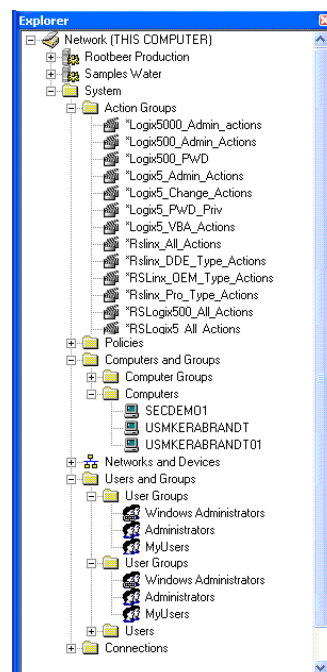 Explorer
Network (THIS COMPUTER)
Rootbeer Production
Samples Water
System
Action Groups
*Logix5000_Admin_actions
*Logix500_Admin_Actions
*Logix500_PWD
*Logix5_Admin_Actions
*Logix5_Change_Actions
*Logix5_PWD_Priv
*Logix5_VBA_Actions
*Rslinx_All_Actions
*Rslinx_DDE_Type_Actions
*RSLinx_OEM_Type_Actions
*Rslinx_Pro_Type_Actions
*RSLogix500_All_Actions
*RSLogix5_All_Actions
Policies
Computers and Groups
Computer Groups
Computers
SECDEMO1
USMKERABRANDT
USMKERABRANDT01
Networks and Devices
Users and Groups
User Groups
Windows Administrators
Administrators
MyUsers
User Groups
Windows Administrators
Administrators
MyUsers
Users
Connections